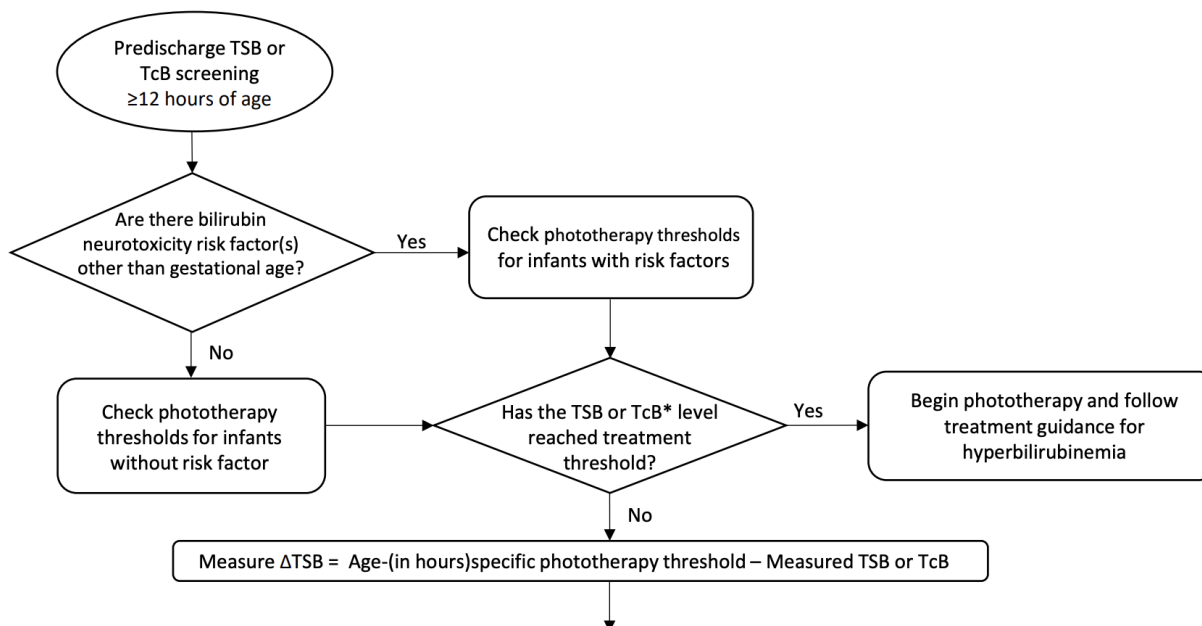 Predischarge TSB or
TcB screening
≥12 hours of age
Are there bilirubin
neurotoxicity risk factor(s)
other than gestational age?
Yes
Check phototherapy thresholds
for infants with risk factors
No
Check phototherapy
thresholds for infants
without risk factor
Has the TSB or TcB* level
reached treatment
threshold?
Yes
Begin phototherapy and follow
treatment guidance for
hyperbilirubinemia
No
Measure ΔTSB = Age-(in hours)specific phototherapy threshold – Measured TSB or TcB